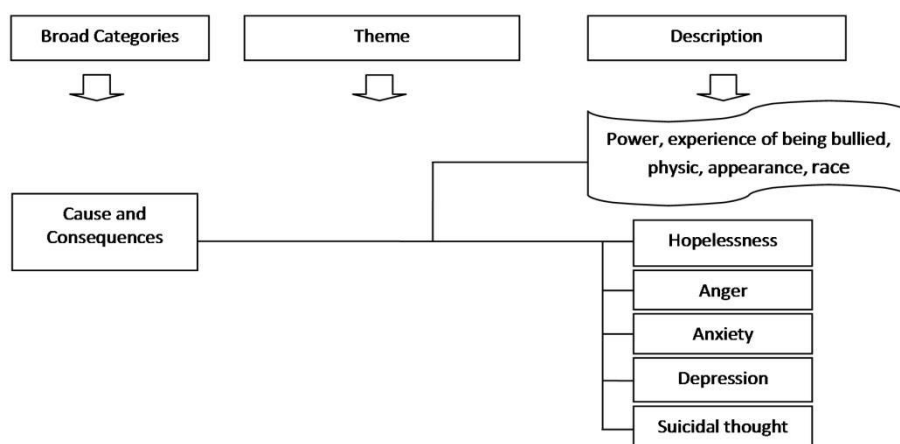 Broad Categories
Theme
Description
Power, experience of being bullied,
physic, appearance, race
Cause and
Consequences
Hopelessness
Anger
Anxiety
Depression
Suicidal thought